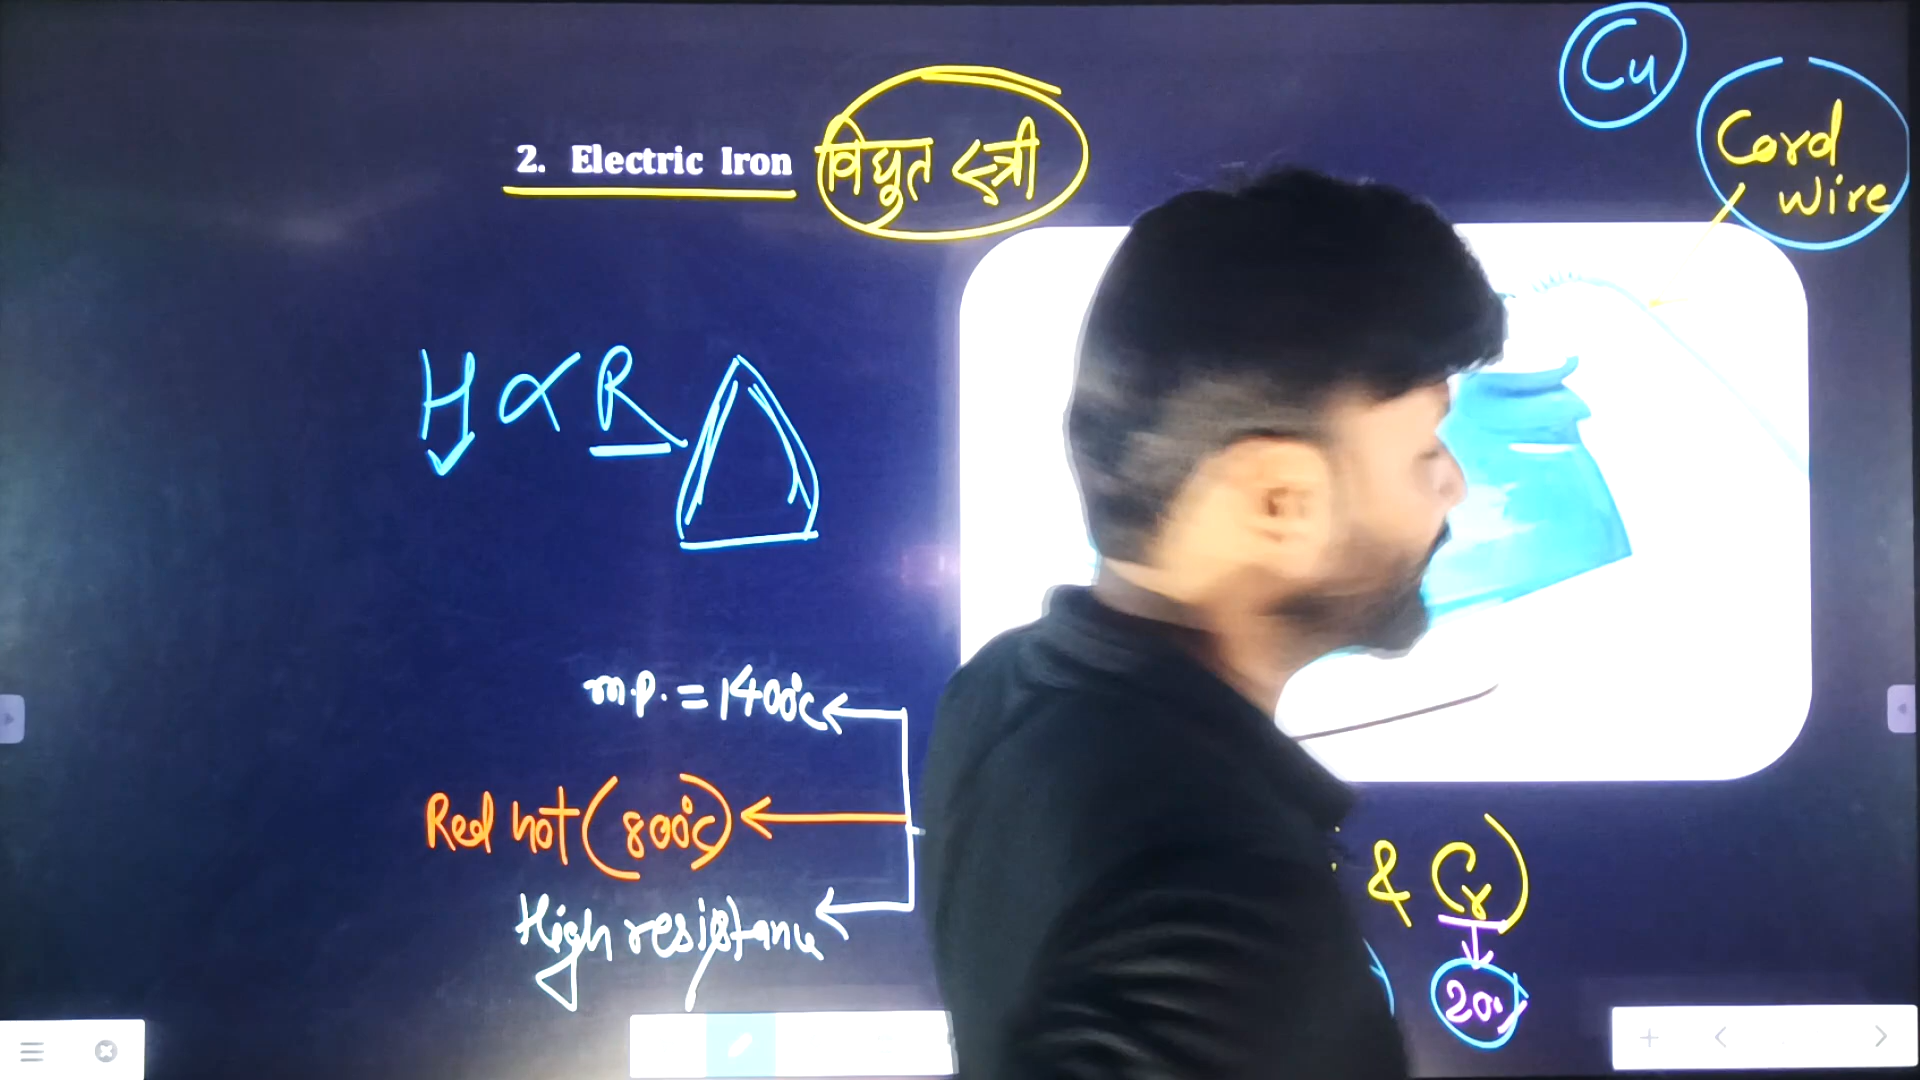 Cu
Cord
wire
2. Electric Iron विद्युत स्त्री
H ∝ R
m.p. = 1400°C
Red hot (800°C)
High resistance
& Cr)
20%